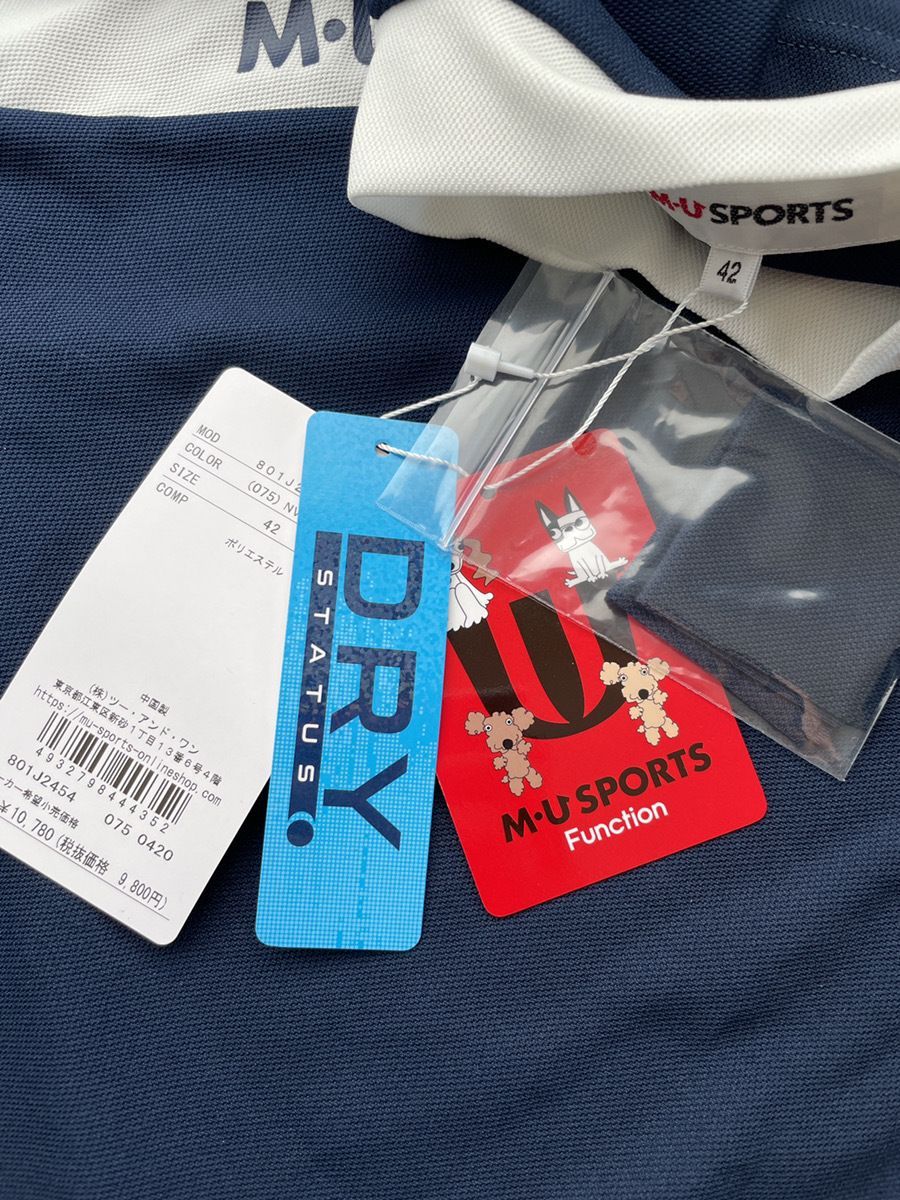 M·U
M·U SPORTS
42
MOD 801J2
COLOR (075) NV
SIZE 42
COMP
ポリエステル
中国製
(株)ツー・アンド・ワン
東京都江東区新砂1丁目13番6号4階
https://mu-sports-onlineshop.com
4932798444352
801J2454 075 0420
ーカー希望小売価格
¥10,780(税抜価格 9,800円)
DRY
STATUS
M·U SPORTS
Function